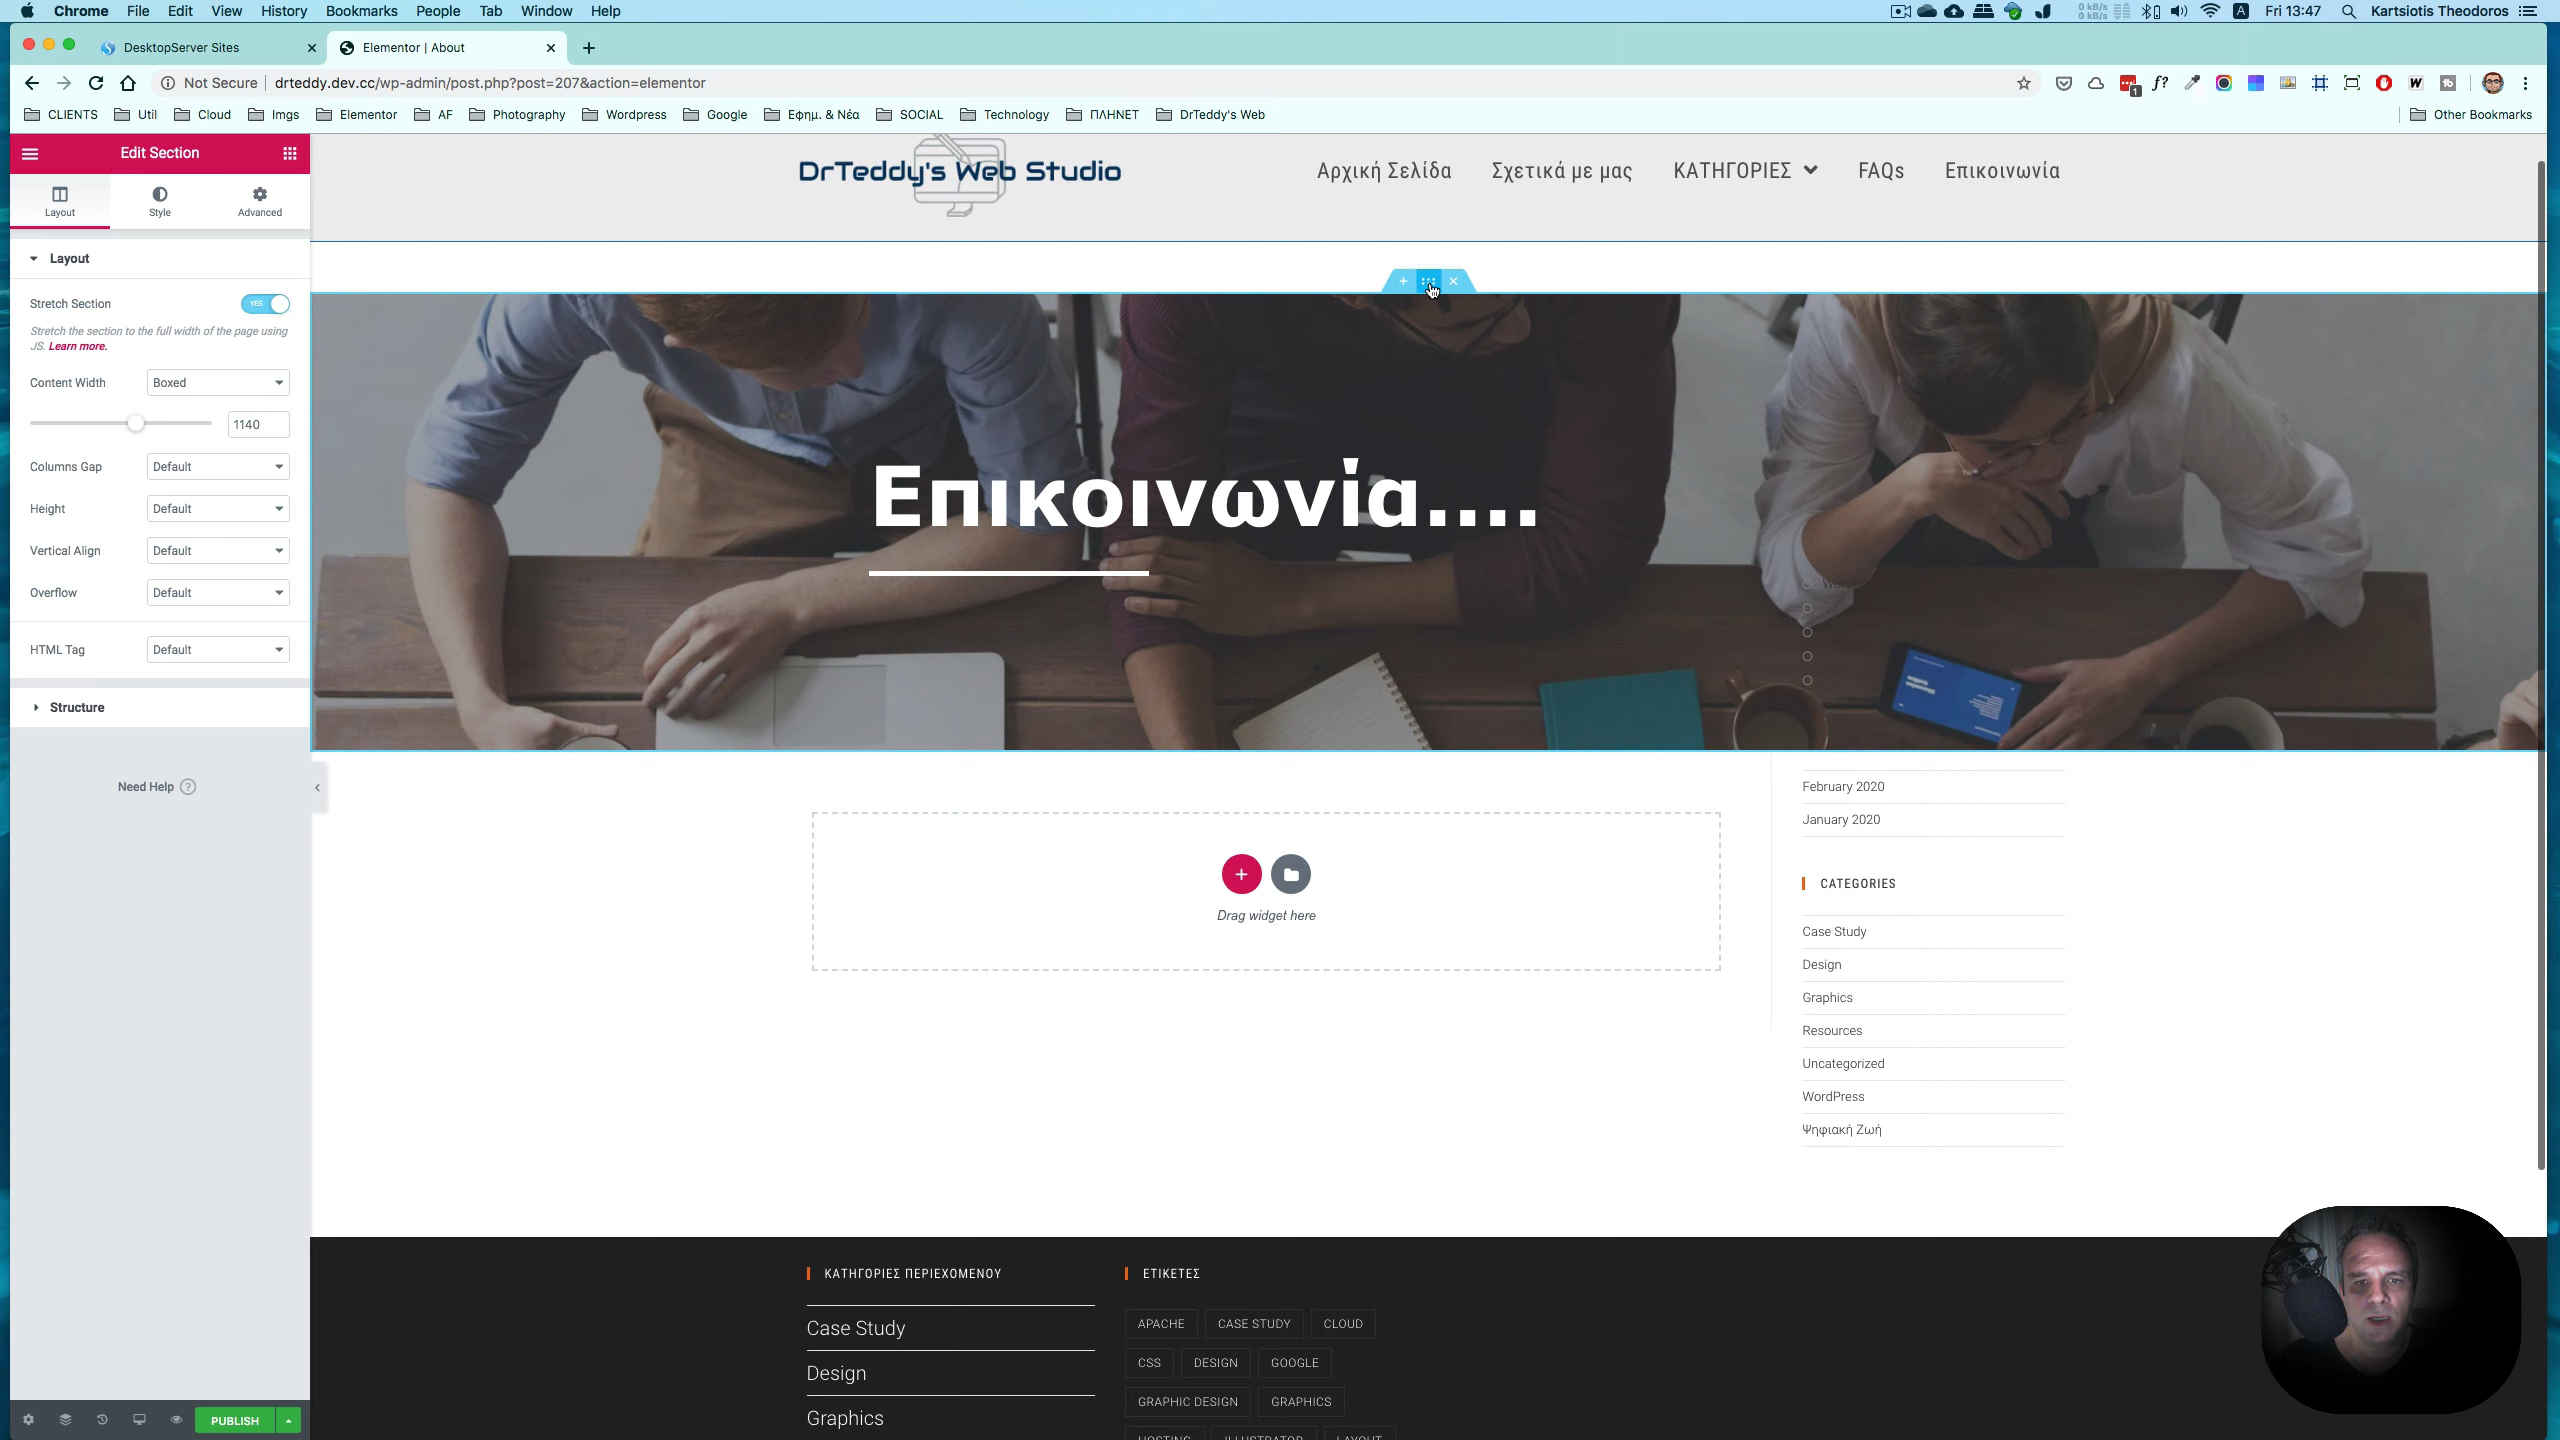 Chrome File Edit View History Bookmarks People Tab Window Help
0 kB/s
0 kB/s
A Fri 13:47 Kartsiotis Theodoros
DesktopServer Sites
Elementor | About
Not Secure drteddy.dev.cc/wp-admin/post.php?post=207&action=elementor
CLIENTS Util Cloud Imgs Elementor AF Photography Wordpress Google Εφημ. & Νέα SOCIAL Technology ΠΛΗΝΕΤ DrTeddy's Web Other Bookmarks
Edit Section
Layout Style Advanced
Layout
Stretch Section YES
Stretch the section to the full width of the page using
JS. Learn more.
Content Width Boxed
1140
Columns Gap Default
Height Default
Vertical Align Default
Overflow Default
HTML Tag Default
Structure
Need Help ?
PUBLISH
DrTeddy's Web Studio
Αρχική Σελίδα Σχετικά με μας ΚΑΤΗΓΟΡΙΕΣ FAQs Επικοινωνία
Επικοινωνία....
Drag widget here
February 2020
January 2020
CATEGORIES
Case Study
Design
Graphics
Resources
Uncategorized
WordPress
Ψηφιακή Ζωή
ΚΑΤΗΓΟΡΙΕΣ ΠΕΡΙΕΧΟΜΕΝΟΥ
Case Study
Design
Graphics
ΕΤΙΚΕΤΕΣ
APACHE CASE STUDY CLOUD
CSS DESIGN GOOGLE
GRAPHIC DESIGN GRAPHICS
HOSTING ILLUSTRATOR LAYOUT